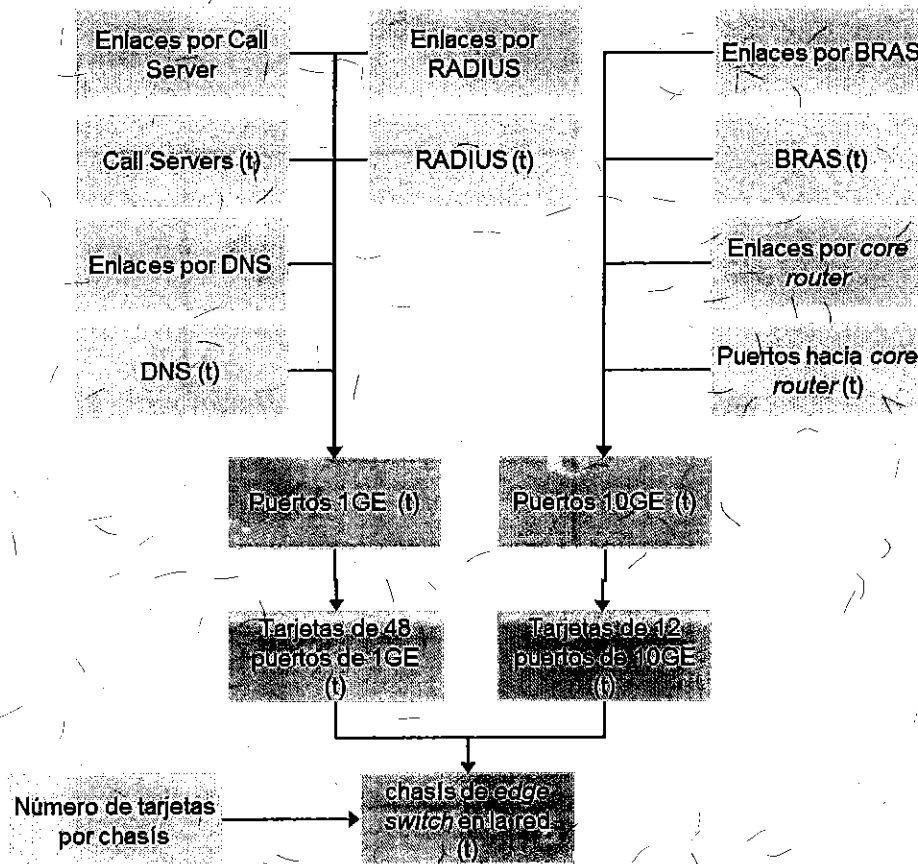 Enlaces por Call
Server
Enlaces por
RADIUS
Enlaces por BRAS
Call Servers (t)
RADIUS (t)
BRAS (t)
Enlaces por DNS
Enlaces por core
router
DNS (t)
Puertos hacia core
router (t)
Puertos 1GE (t)
Puertos 10GE (t)
Tarjetas de 48
puertos de 1GE
(t)
Tarjetas de 12
puertos de 10GE
(t)
Número de tarjetas
por chasís
chasís de edge
switch en la red
(t)